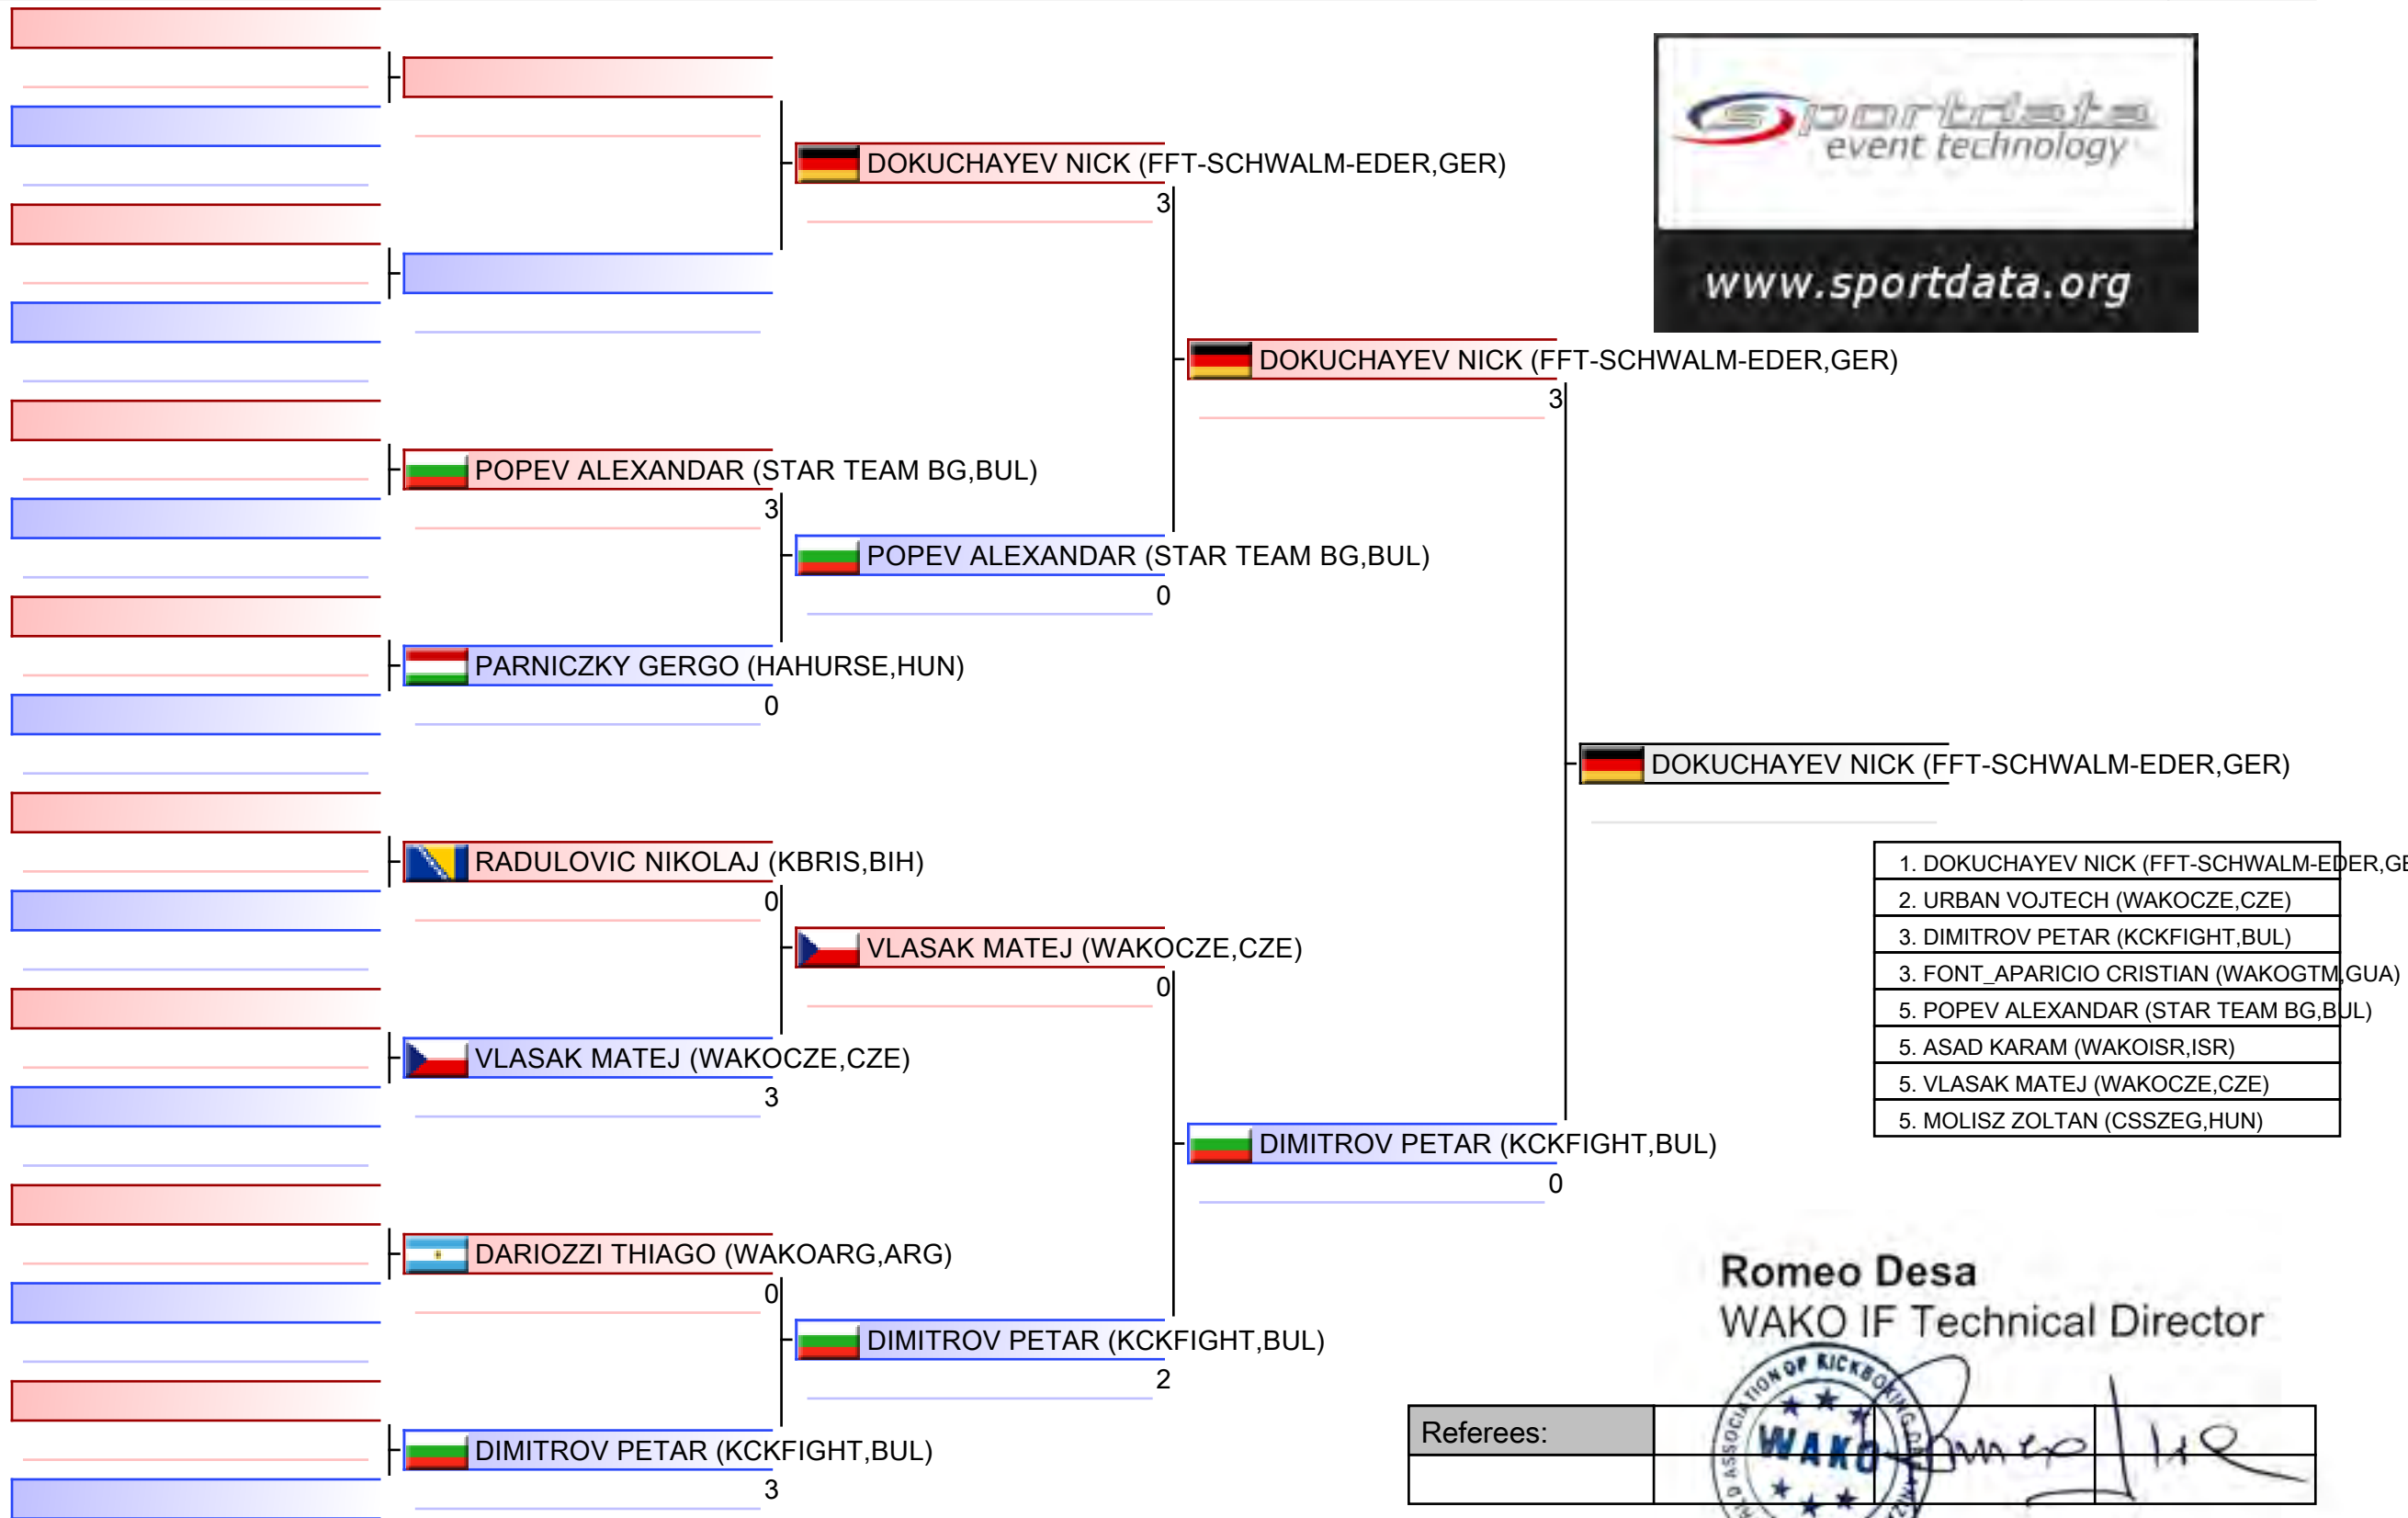 sportdata
event technology
www.sportdata.org
DOKUCHAYEV NICK (FFT-SCHWALM-EDER,GER)
3
DOKUCHAYEV NICK (FFT-SCHWALM-EDER,GER)
3
POPEV ALEXANDAR (STAR TEAM BG,BUL)
3
POPEV ALEXANDAR (STAR TEAM BG,BUL)
0
PARNICZKY GERGO (HAHURSE,HUN)
0
DOKUCHAYEV NICK (FFT-SCHWALM-EDER,GER)
RADULOVIC NIKOLAJ (KBRIS,BIH)
0
VLASAK MATEJ (WAKOCZE,CZE)
0
VLASAK MATEJ (WAKOCZE,CZE)
3
DIMITROV PETAR (KCKFIGHT,BUL)
0
DARIOZZI THIAGO (WAKOARG,ARG)
0
DIMITROV PETAR (KCKFIGHT,BUL)
2
DIMITROV PETAR (KCKFIGHT,BUL)
3
1. DOKUCHAYEV NICK (FFT-SCHWALM-EDER,GE
2. URBAN VOJTECH (WAKOCZE,CZE)
3. DIMITROV PETAR (KCKFIGHT,BUL)
3. FONT_APARICIO CRISTIAN (WAKOGTM,GUA)
5. POPEV ALEXANDAR (STAR TEAM BG,BUL)
5. ASAD KARAM (WAKOISR,ISR)
5. VLASAK MATEJ (WAKOCZE,CZE)
5. MOLISZ ZOLTAN (CSSZEG,HUN)
Romeo Desa
WAKO IF Technical Director
ASSOCIATION OF KICKBOXING
WAKO
Referees: